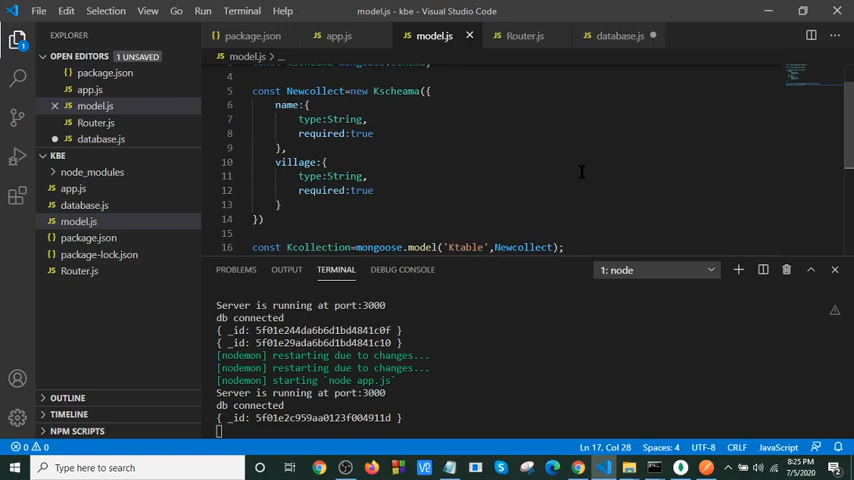 File Edit Selection View Go Run Terminal Help
model.js - kbe - Visual Studio Code
EXPLORER
package.json app.js model.js Router.js database.js
OPEN EDITORS 1 UNSAVED
package.json
app.js
model.js
Router.js
database.js
KBE
node_modules
app.js
database.js
model.js
package.json
package-lock.json
Router.js
OUTLINE
TIMELINE
NPM SCRIPTS
model.js > ...
4
5 const Newcollect=new Kscheama({
6 name:{
7 type:String,
8 required:true
9 },
10 village:{
11 type:String,
12 required:true
13 }
14 })
15
16 const Kcollection=mongoose.model('Ktable',Newcollect);
PROBLEMS OUTPUT TERMINAL DEBUG CONSOLE 1: node
Server is running at port:3000
db connected
{ _id: 5f01e244da6b6d1bd4841c0f }
{ _id: 5f01e29ada6b6d1bd4841c10 }
[nodemon] restarting due to changes...
[nodemon] restarting due to changes...
[nodemon] starting `node app.js`
Server is running at port:3000
db connected
{ _id: 5f01e2c959aa0123f004911d }
0 0 Ln 17, Col 28 Spaces: 4 UTF-8 CRLF JavaScript
Type here to search
8:25 PM
7/5/2020